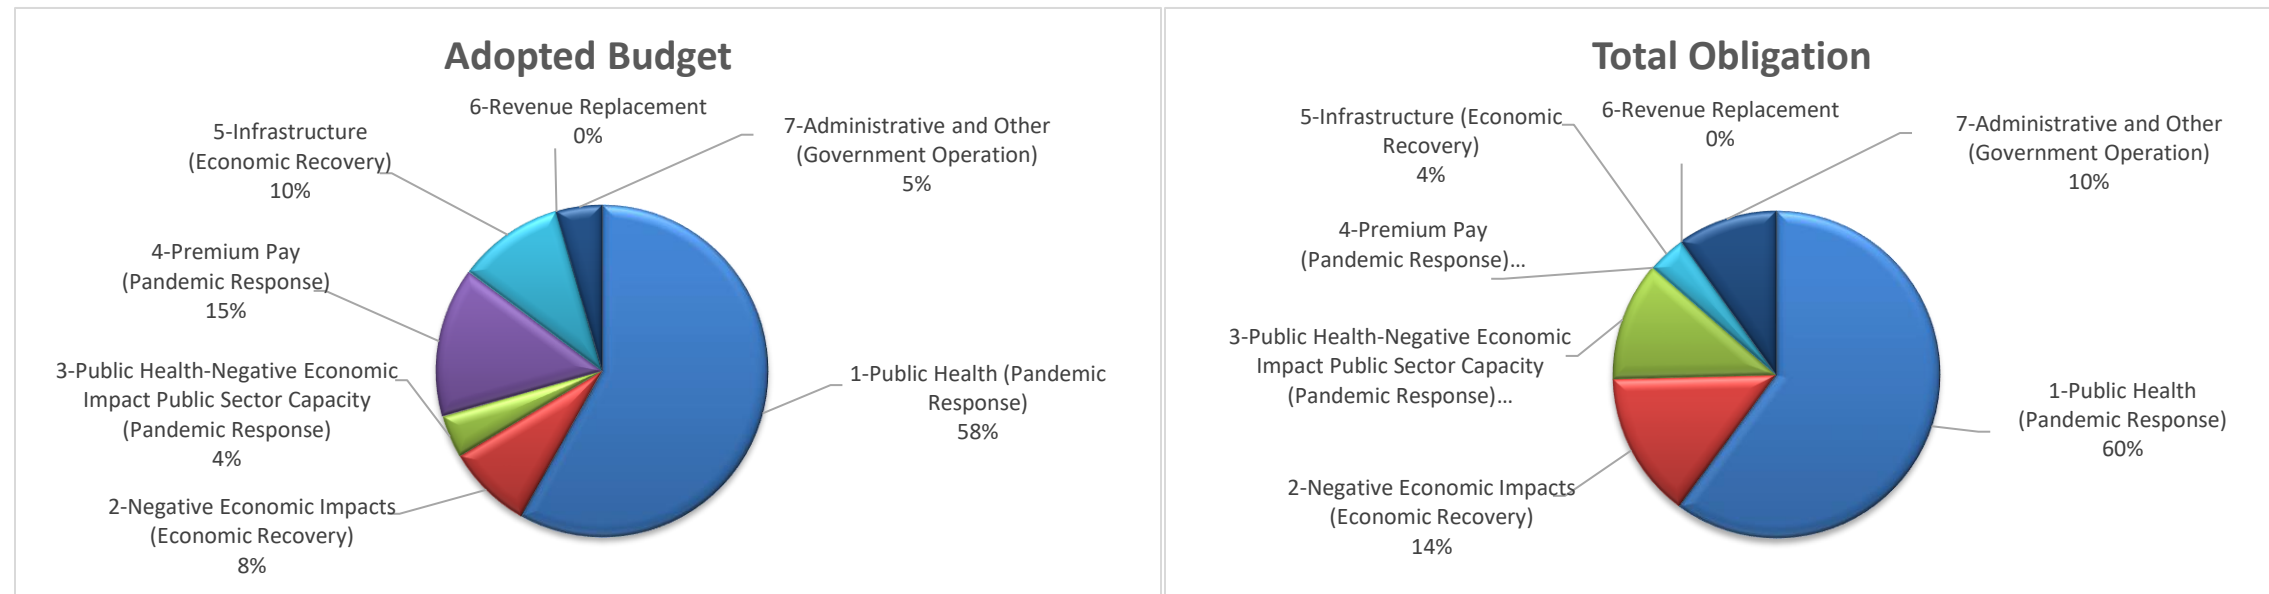 Adopted Budget
6-Revenue Replacement
0%
7-Administrative and Other
(Government Operation)
5%
5-Infrastructure
(Economic Recovery)
10%
4-Premium Pay
(Pandemic Response)
15%
3-Public Health-Negative Economic
Impact Public Sector Capacity
(Pandemic Response)
4%
1-Public Health (Pandemic
Response)
58%
2-Negative Economic Impacts
(Economic Recovery)
8%
Total Obligation
5-Infrastructure (Economic
Recovery)
4%
6-Revenue Replacement
0%
7-Administrative and Other
(Government Operation)
10%
4-Premium Pay
(Pandemic Response)...
3-Public Health-Negative Economic
Impact Public Sector Capacity
(Pandemic Response)...
1-Public Health
(Pandemic Response)
60%
2-Negative Economic Impacts
(Economic Recovery)
14%